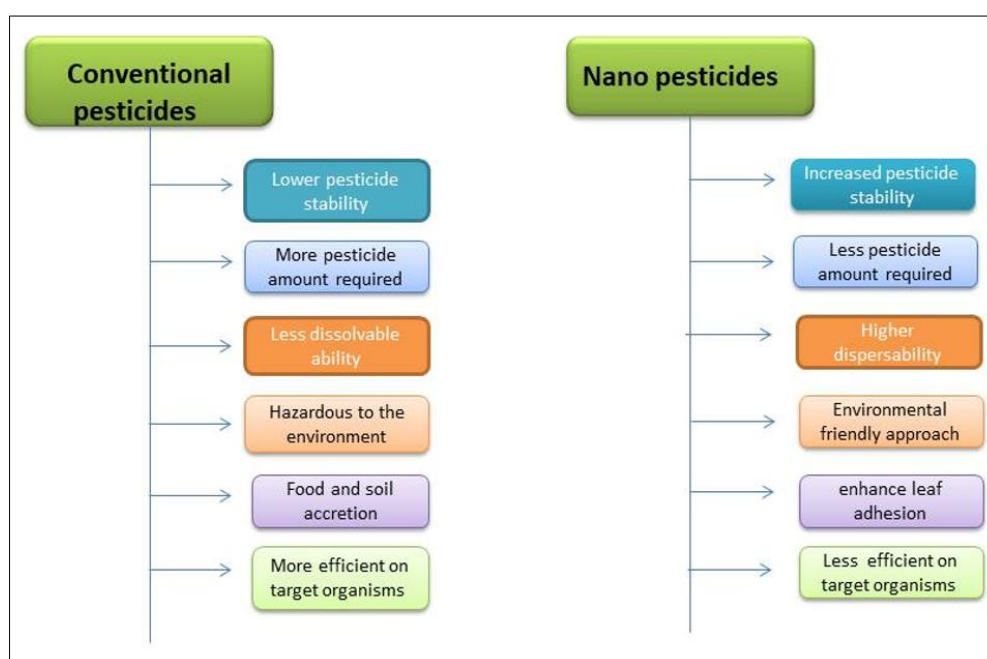 Conventional
pesticides
Lower pesticide
stability
More pesticide
amount required
Less dissolvable
ability
Hazardous to the
environment
Food and soil
accretion
More efficient on
target organisms
Nano pesticides
Increased pesticide
stability
Less pesticide
amount required
Higher
dispersability
Environmental
friendly approach
enhance leaf
adhesion
Less efficient on
target organisms